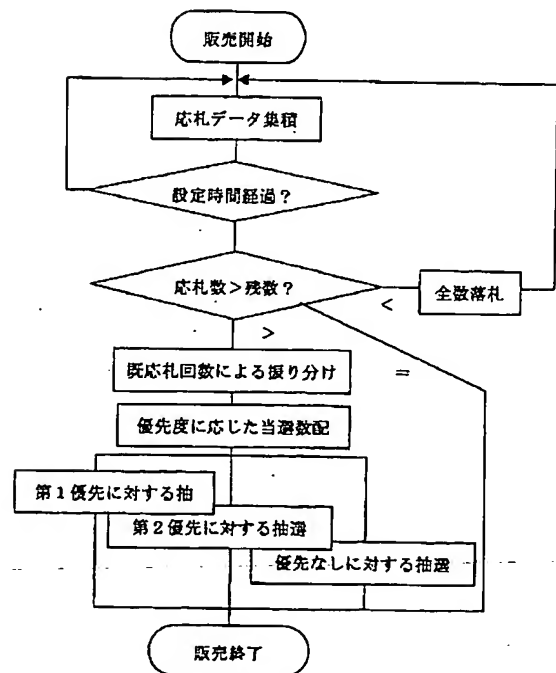 販売開始
応札データ集積
設定時間経過？
応札数＞残数？
＜
全数落札
＞
＝
既応札回数による振り分け
優先度に応じた当選数配
第1優先に対する抽
第2優先に対する抽選
優先なしに対する抽選
販売終了